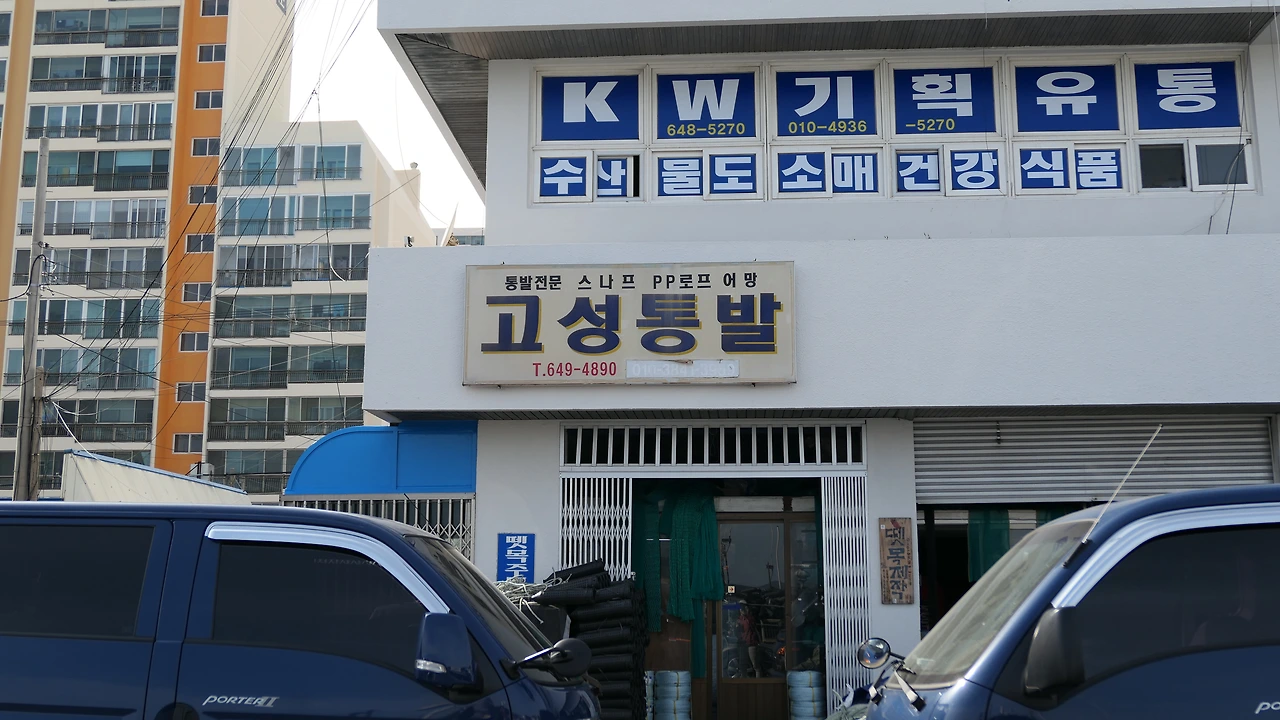 KW기획유통
648-5270 010-4936 -5270
수산물도소매건강식품
통발전문 스나프 PP로프 어망
고성통발
T.649-4890
PORTER II